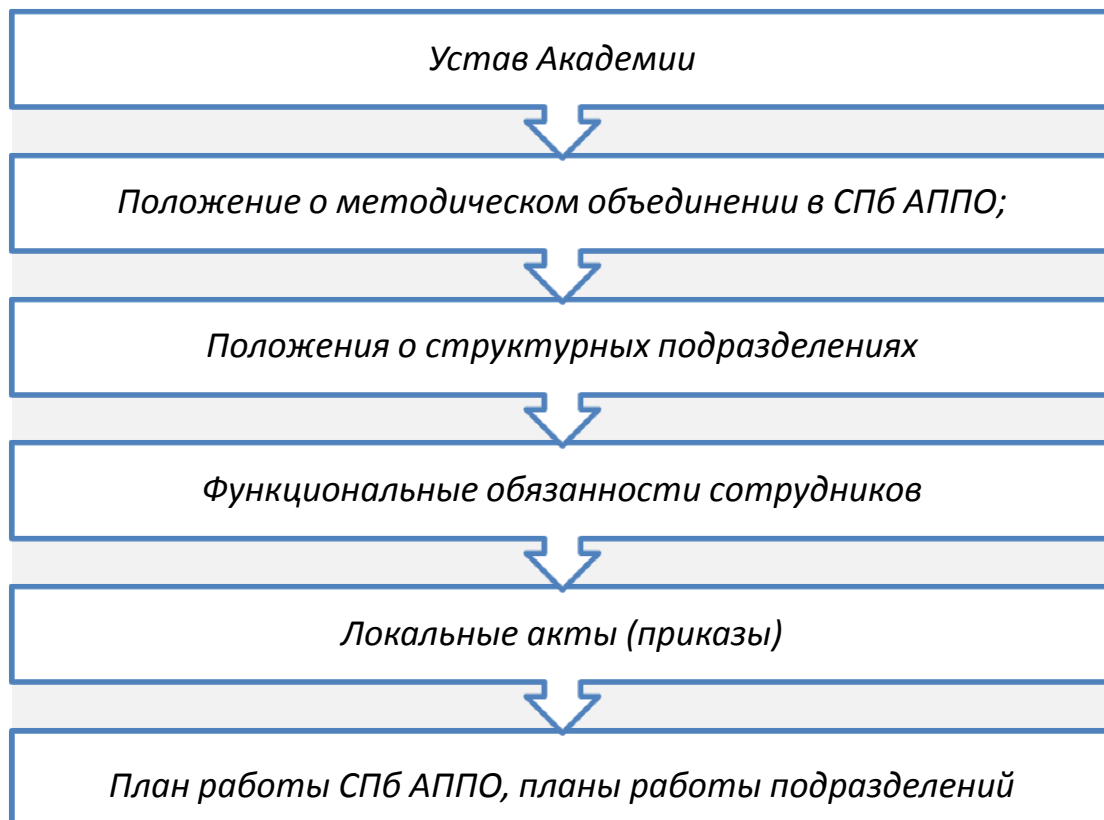 Устав Академии
Положение о методическом объединении в СПб АППО;
Положения о структурных подразделениях
Функциональные обязанности сотрудников
Локальные акты (приказы)
План работы СПб АППО, планы работы подразделений